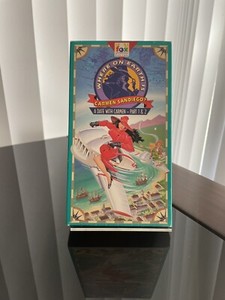 FOX
WHERE ON EARTH IS
CARMEN SANDIEGO?
A DATE WITH CARMEN - PART 1 & 2